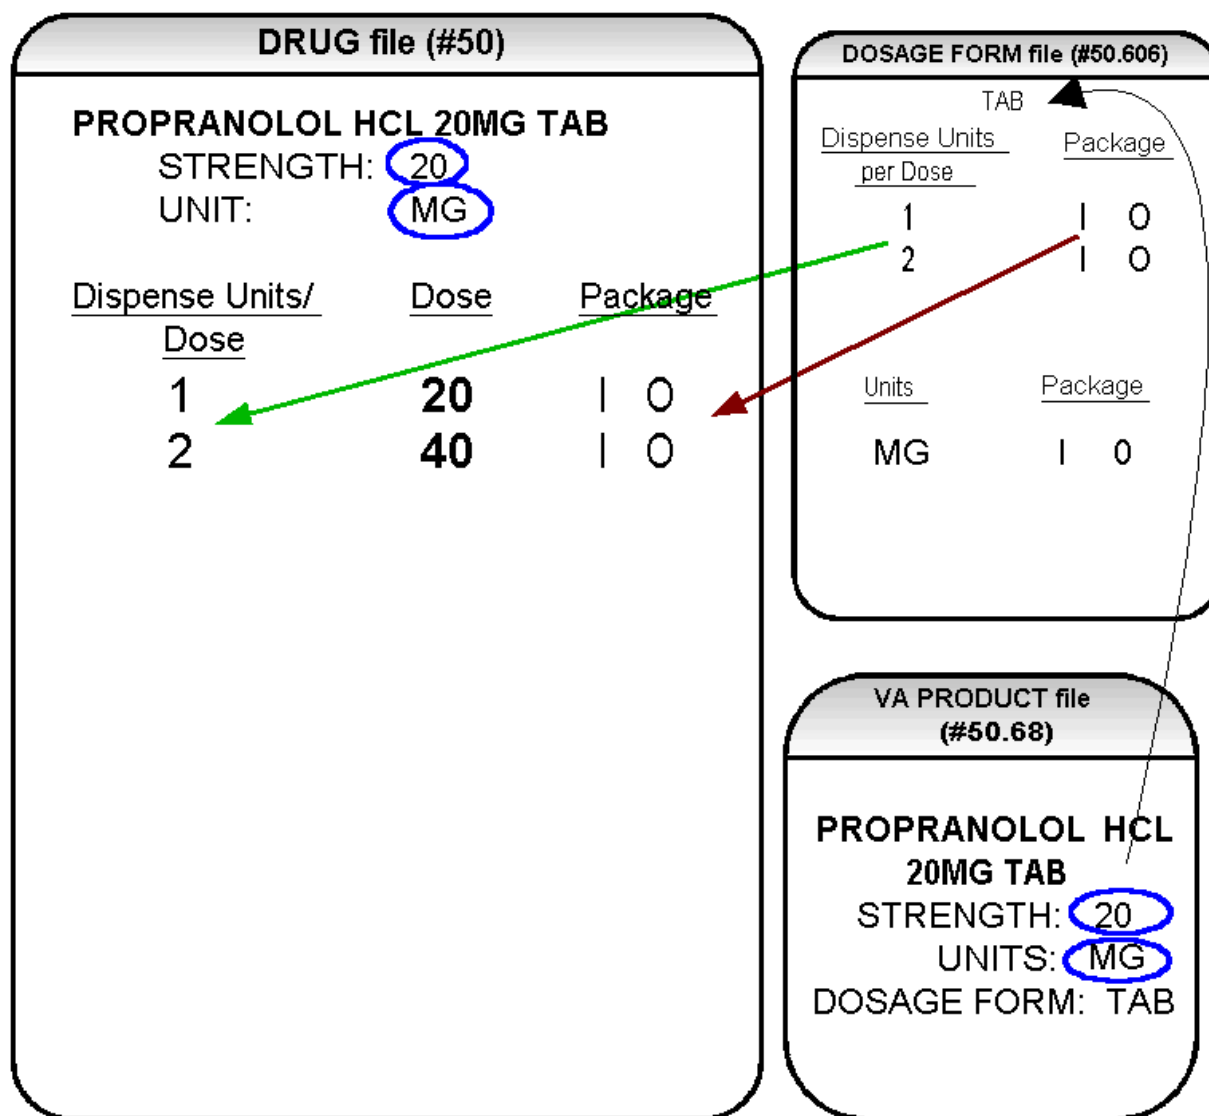 DRUG file (#50)
PROPRANOLOL HCL 20MG TAB
STRENGTH: 20
UNIT: MG
Dispense Units/ Dose Package
Dose
1 20 I O
2 40 I O
DOSAGE FORM file (#50.606)
TAB
Dispense Units Package
per Dose
1 I O
2 I O
Units Package
MG I 0
VA PRODUCT file
(#50.68)
PROPRANOLOL HCL
20MG TAB
STRENGTH: 20
UNITS: MG
DOSAGE FORM: TAB